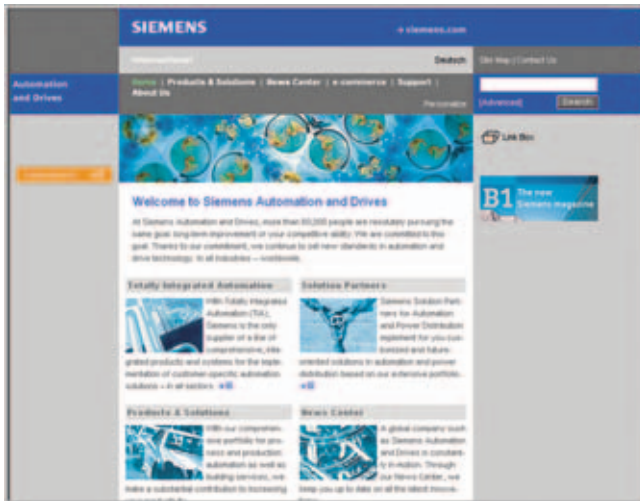 SIEMENS
siemens.com
International
Deutsch
Site Map | Contact Us
Automation
and Drives
Home | Products & Solutions | News Center | e-commerce | Support |
About Us
Personalize
[Advanced]
Search
Link Box
B1 The new
Siemens magazine
Welcome to Siemens Automation and Drives
At Siemens Automation and Drives, more than 60,000 people are resolutely pursuing the
same goal: long-term improvement of your competitive ability. We are committed to this
goal. Thanks to our commitment, we continue to set new standards in automation and
drive technology. In all industries – worldwide.
Totally Integrated Automation
With Totally Integrated
Automation (TIA),
Siemens is the only
supplier of a line of
comprehensive, inte-
grated products and systems for the imple-
mentation of customer-specific automation
solutions – in all sectors.
Solution Partners
Siemens Solution Part-
ners for Automation
and Power Distribution
implement for you cus-
tomized and future-
oriented solutions in automation and power
distribution based on our extensive portfolio.
Products & Solutions
With our comprehen-
sive portfolio for pro-
cess and production
automation as well as
building services, we
make a substantial contribution to increasing
News Center
A global company such
as Siemens Automation
and Drives is constant-
ly in motion. Through
our News Center, we
keep you up to date on all the latest innova-